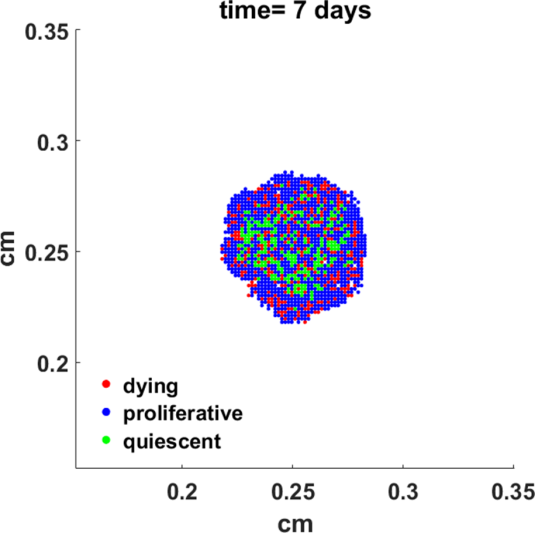 time= 7 days
0.35
0.3
0.25
0.2
cm
dying
proliferative
quiescent
0.2 0.25 0.3 0.35
cm